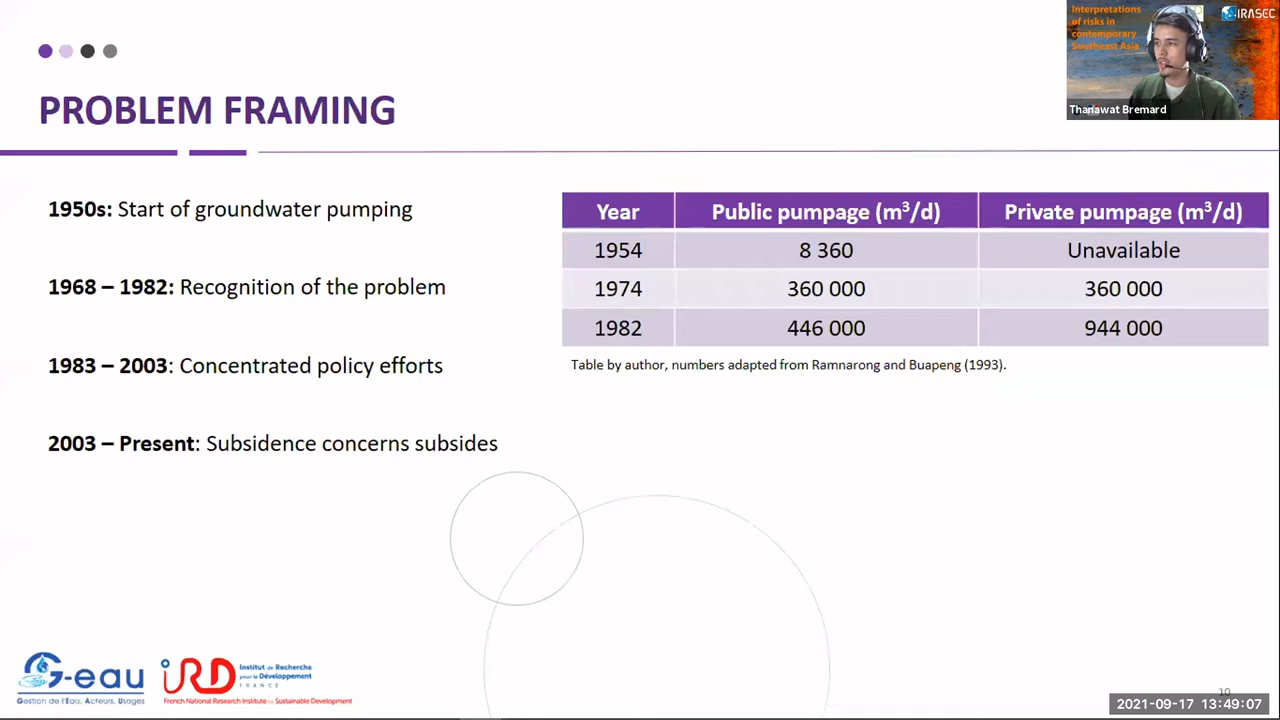 Interpretations
of risks in
contemporary
Southeast Asia
IRASEC
Thanawat Bremard
PROBLEM FRAMING
1950s: Start of groundwater pumping
1968 – 1982: Recognition of the problem
1983 – 2003: Concentrated policy efforts
2003 – Present: Subsidence concerns subsides
Year Public pumpage (m³/d) Private pumpage (m³/d)
1954 8 360 Unavailable
1974 360 000 360 000
1982 446 000 944 000
Table by author, numbers adapted from Ramnarong and Buapeng (1993).
G-eau
Gestion de l'Eau, Acteurs, Usages
IRD
Institut de Recherche
pour le Développement
FRANCE
French National Research Institute for Sustainable Development
10
2021-09-17 13:49:07